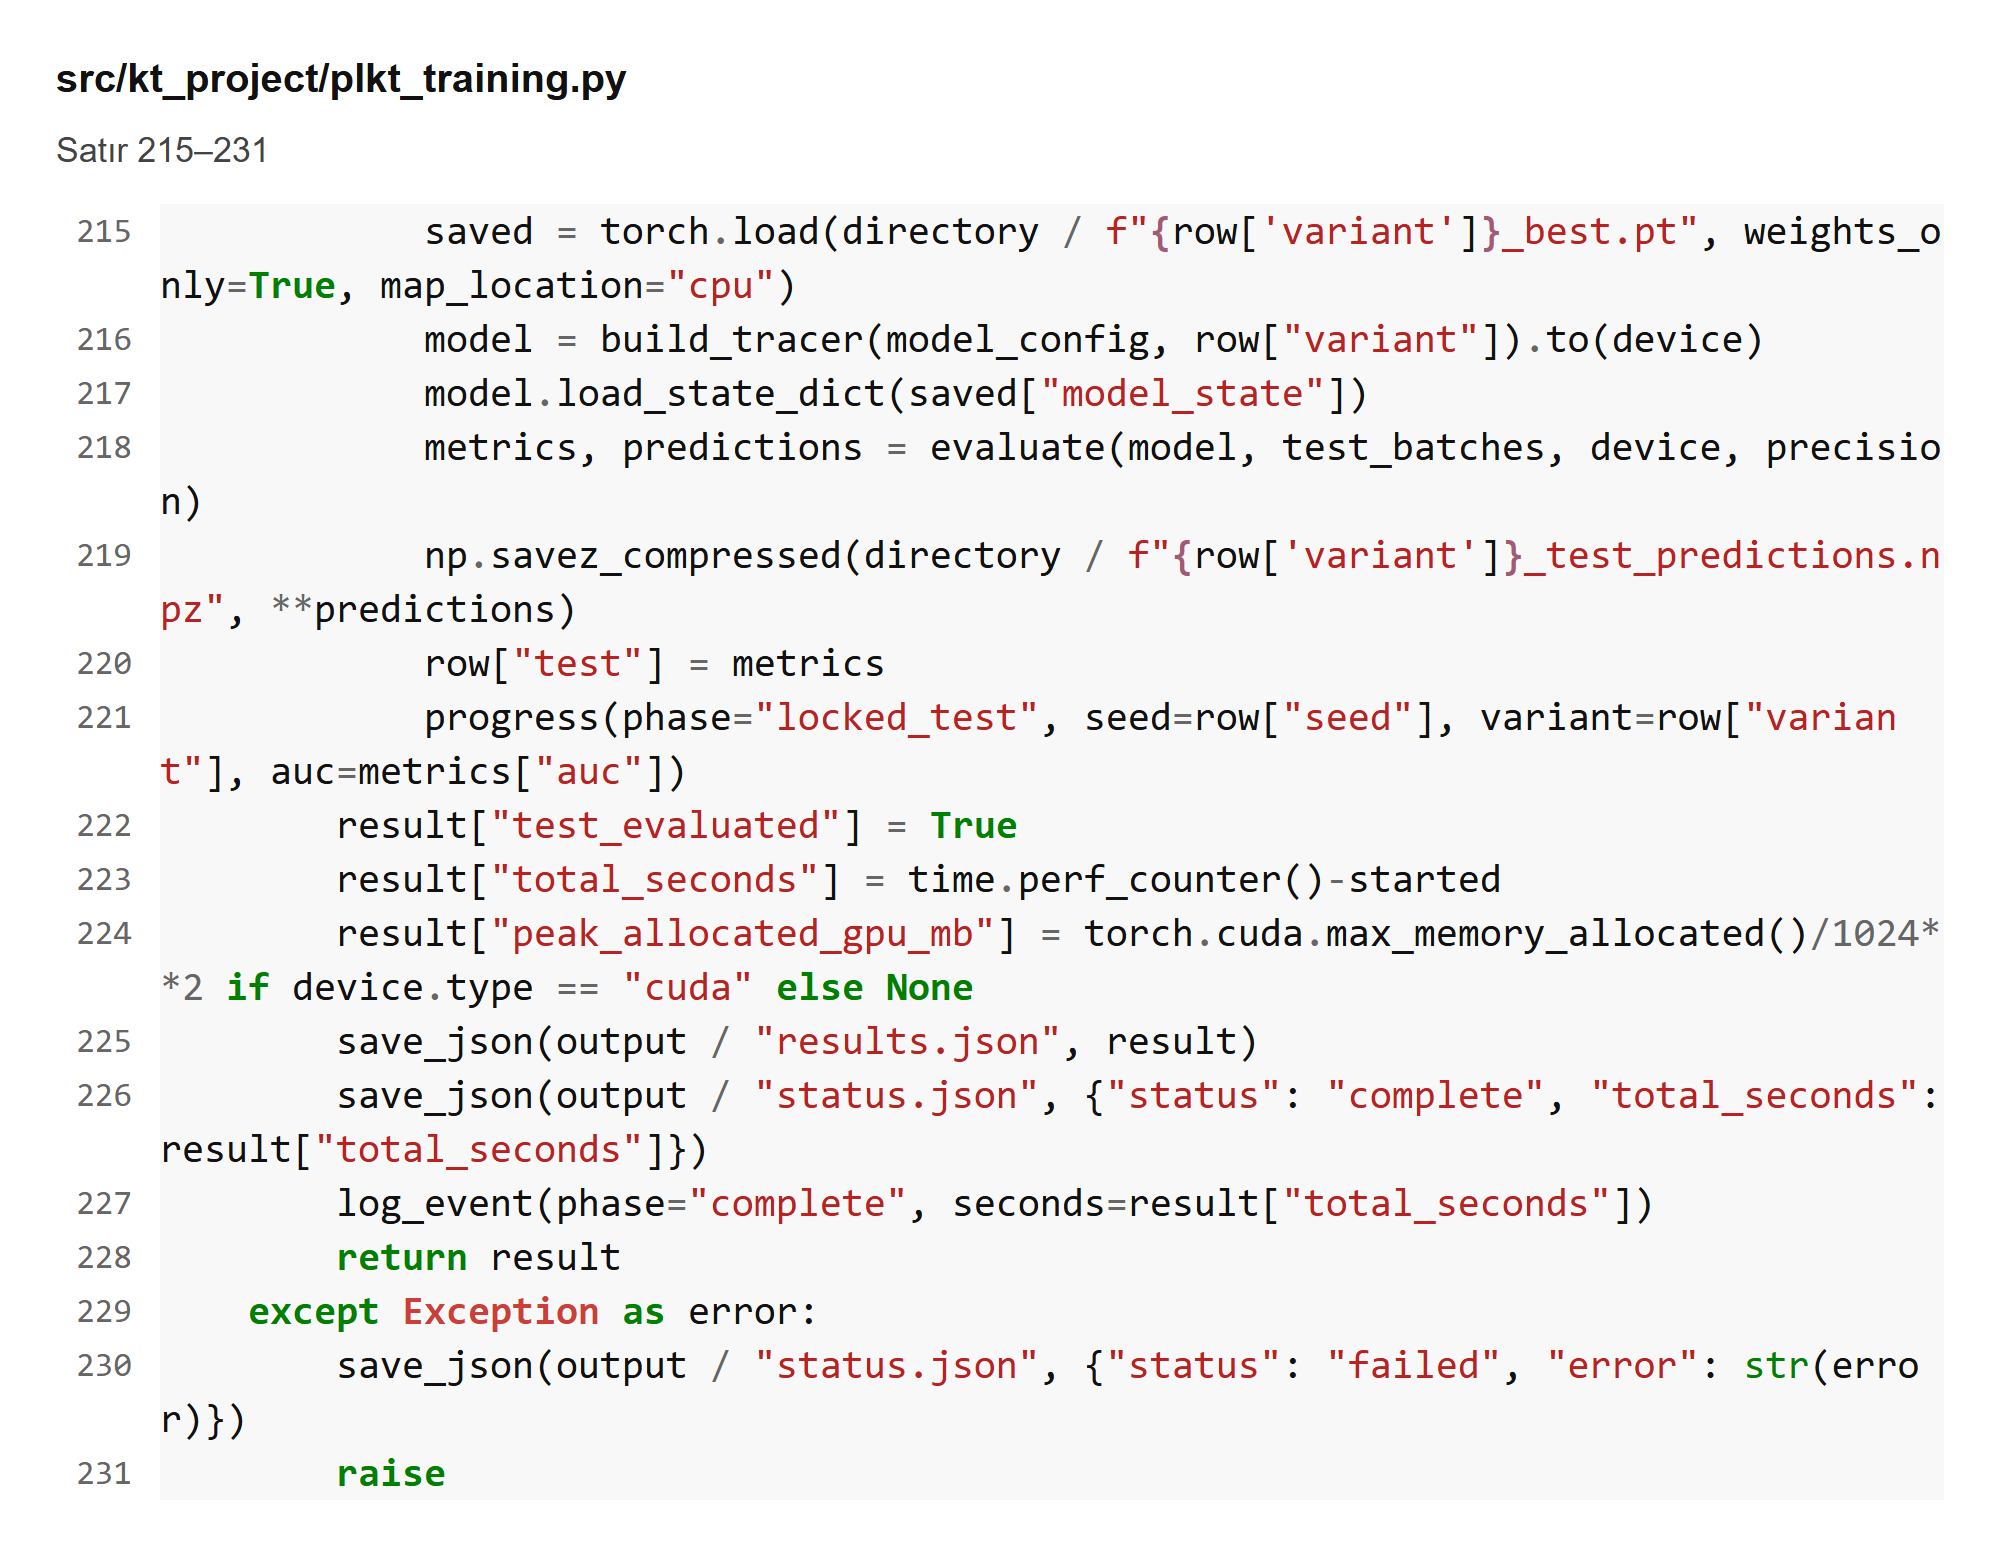 src/kt_project/plkt_training.py
Satır 215–231
215             saved = torch.load(directory / f"{row['variant']}_best.pt", weights_o
nly=True, map_location="cpu")
216             model = build_tracer(model_config, row["variant"]).to(device)
217             model.load_state_dict(saved["model_state"])
218             metrics, predictions = evaluate(model, test_batches, device, precisio
n)
219             np.savez_compressed(directory / f"{row['variant']}_test_predictions.n
pz", **predictions)
220             row["test"] = metrics
221             progress(phase="locked_test", seed=row["seed"], variant=row["varian
t"], auc=metrics["auc"])
222         result["test_evaluated"] = True
223         result["total_seconds"] = time.perf_counter()-started
224         result["peak_allocated_gpu_mb"] = torch.cuda.max_memory_allocated()/1024*
*2 if device.type == "cuda" else None
225         save_json(output / "results.json", result)
226         save_json(output / "status.json", {"status": "complete", "total_seconds":
result["total_seconds"]})
227         log_event(phase="complete", seconds=result["total_seconds"])
228         return result
229     except Exception as error:
230         save_json(output / "status.json", {"status": "failed", "error": str(erro
r)})
231         raise